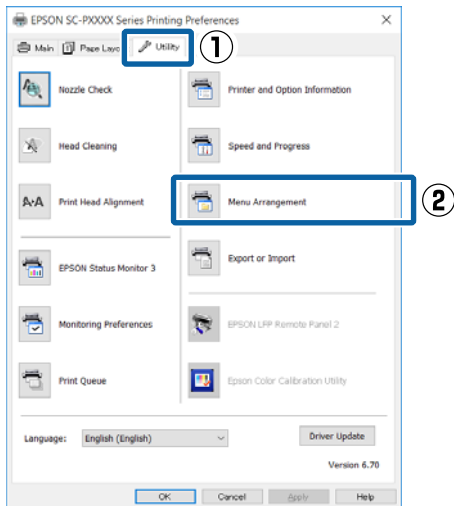 EPSON SC-PXXXX Series Printing Preferences
Main Page Layo Utility
①
Nozzle Check
Printer and Option Information
Head Cleaning
Speed and Progress
A·A Print Head Alignment
Menu Arrangement
②
EPSON Status Monitor 3
Export or Import
Monitoring Preferences
EPSON LFP Remote Panel 2
Print Queue
Epson Color Calibration Utility
Language: English (English)
Driver Update
Version 6.70
OK Cancel Apply Help